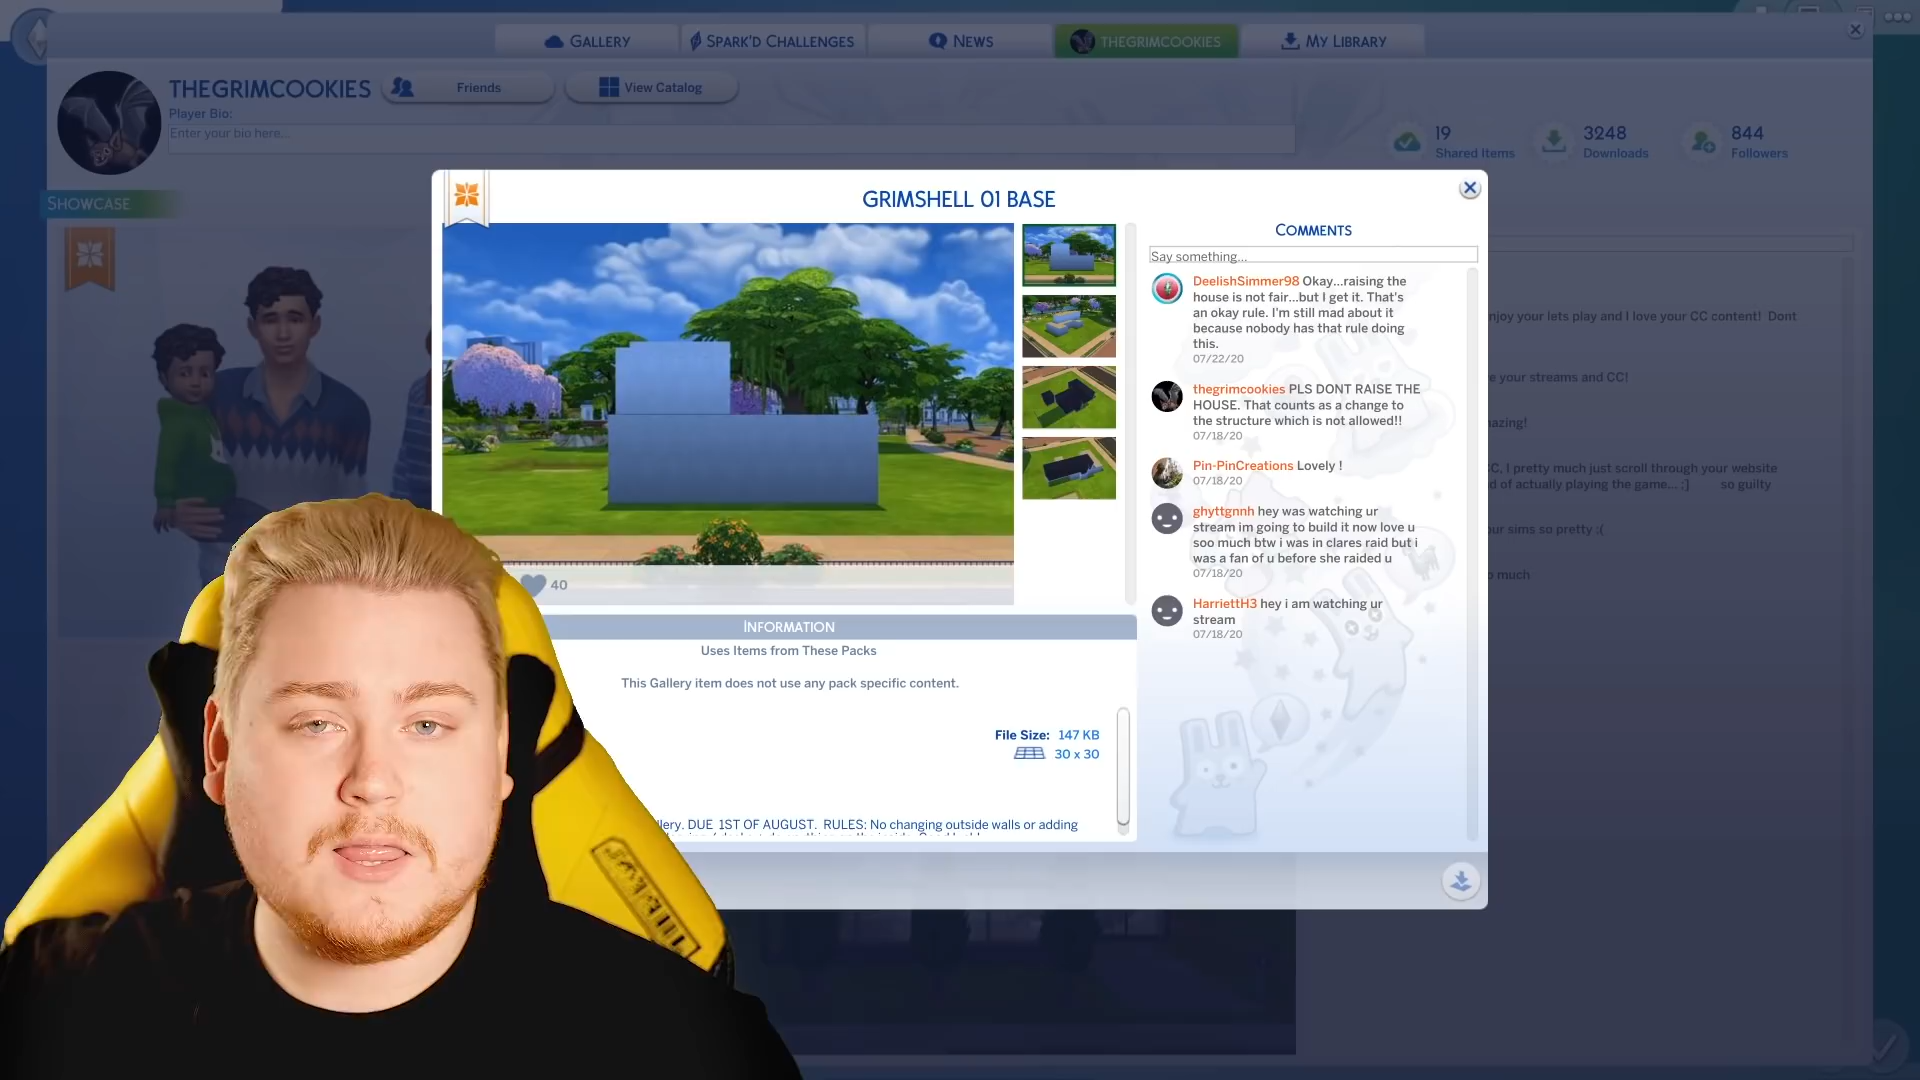 GALLERY
SPARK'D CHALLENGES
NEWS
THEGRIMCOOKIES
MY LIBRARY
THEGRIMCOOKIES
Friends
View Catalog
Player Bio:
Enter your bio here...
19
Shared Items
3248
Downloads
844
Followers
SHOWCASE
GRIMSHELL 01 BASE
40
INFORMATION
Uses Items from These Packs
This Gallery item does not use any pack specific content.
File Size: 147 KB
30 x 30
DUE 1ST OF AUGUST. RULES: No changing outside walls or adding
COMMENTS
Say something...
DeelishSimmer98 Okay...raising the
house is not fair...but I get it. That's
an okay rule. I'm still mad about it
because nobody has that rule doing
this.
07/22/20
thegrimcookies PLS DONT RAISE THE
HOUSE. That counts as a change to
the structure which is not allowed!!
07/18/20
Pin-PinCreations Lovely !
07/18/20
ghyttgnnh hey was watching ur
stream im going to build it now love u
soo much btw i was in clares raid but i
was a fan of u before she raided u
07/18/20
HarriettH3 hey i am watching ur
stream
07/18/20
njoy your lets play and I love your CC content! Dont
your streams and CC!
I pretty much just scroll through your website
of actually playing the game... ;] so guilty
ur sims so pretty :(
much